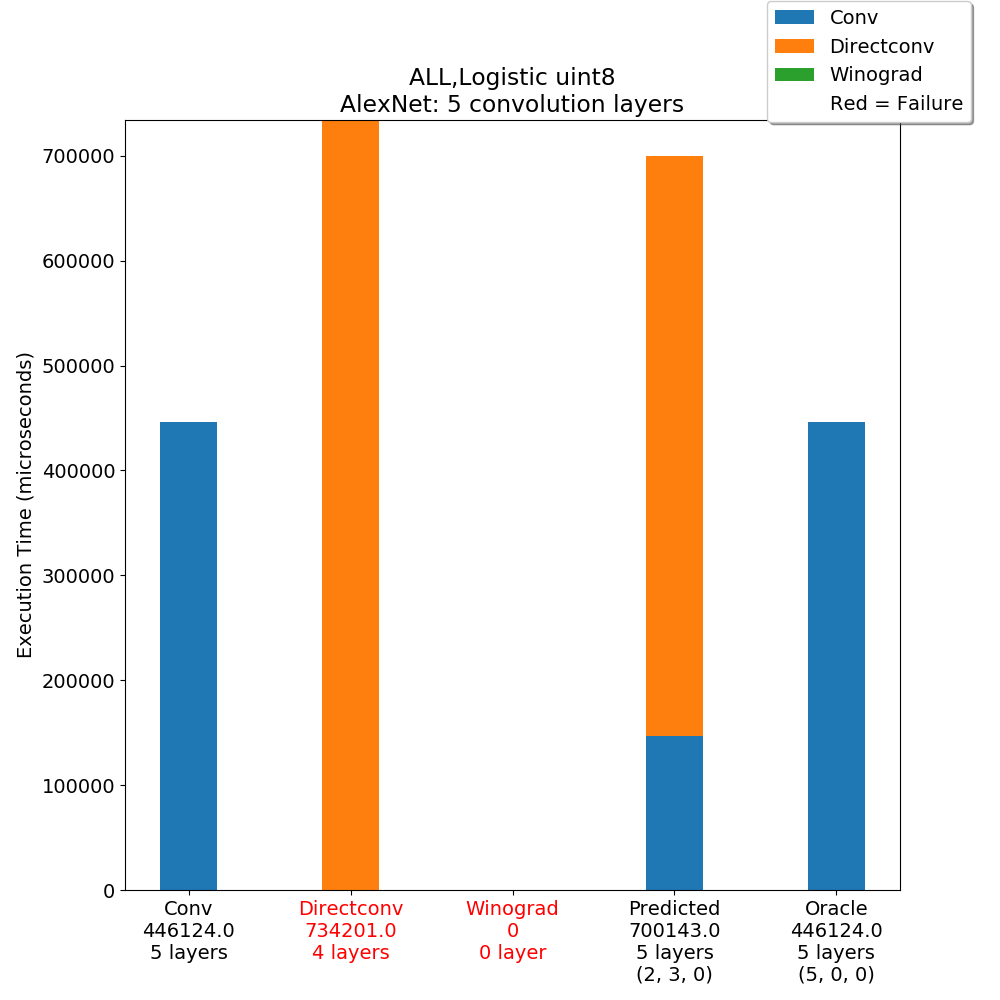 Conv
Directconv
Winograd
Red = Failure
ALL,Logistic uint8
AlexNet: 5 convolution layers
Execution Time (microseconds)
700000
600000
500000
400000
300000
200000
100000
0
Conv
446124.0
5 layers
Directconv
734201.0
4 layers
Winograd
0
0 layer
Predicted
700143.0
5 layers
(2, 3, 0)
Oracle
446124.0
5 layers
(5, 0, 0)